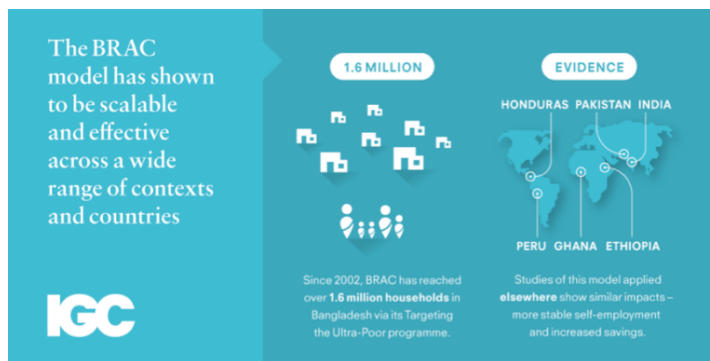 The BRAC
model has shown
to be scalable
and effective
across a wide
range of contexts
and countries
IGC
1.6 MILLION
Since 2002, BRAC has reached
over 1.6 million households in
Bangladesh via its Targeting
the Ultra-Poor programme.
EVIDENCE
HONDURAS PAKISTAN INDIA
PERU GHANA ETHIOPIA
Studies of this model applied
elsewhere show similar impacts –
more stable self-employment
and increased savings.